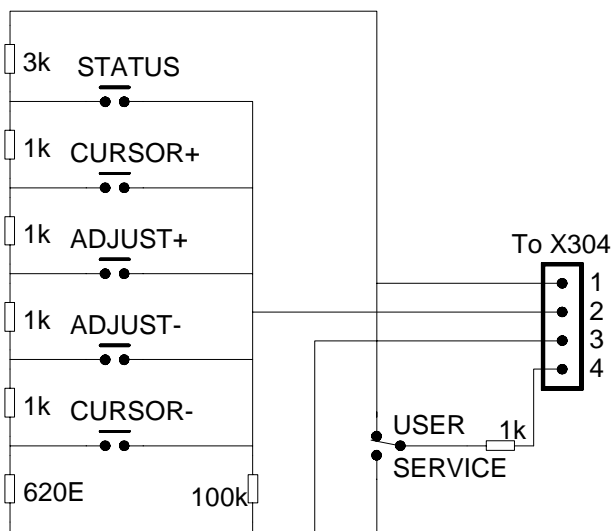 3k
STATUS
1k
CURSOR+
1k
ADJUST+
To X304
1
2
1k
ADJUST-
3
4
1k
CURSOR-
USER
1k
SERVICE
620E
100k